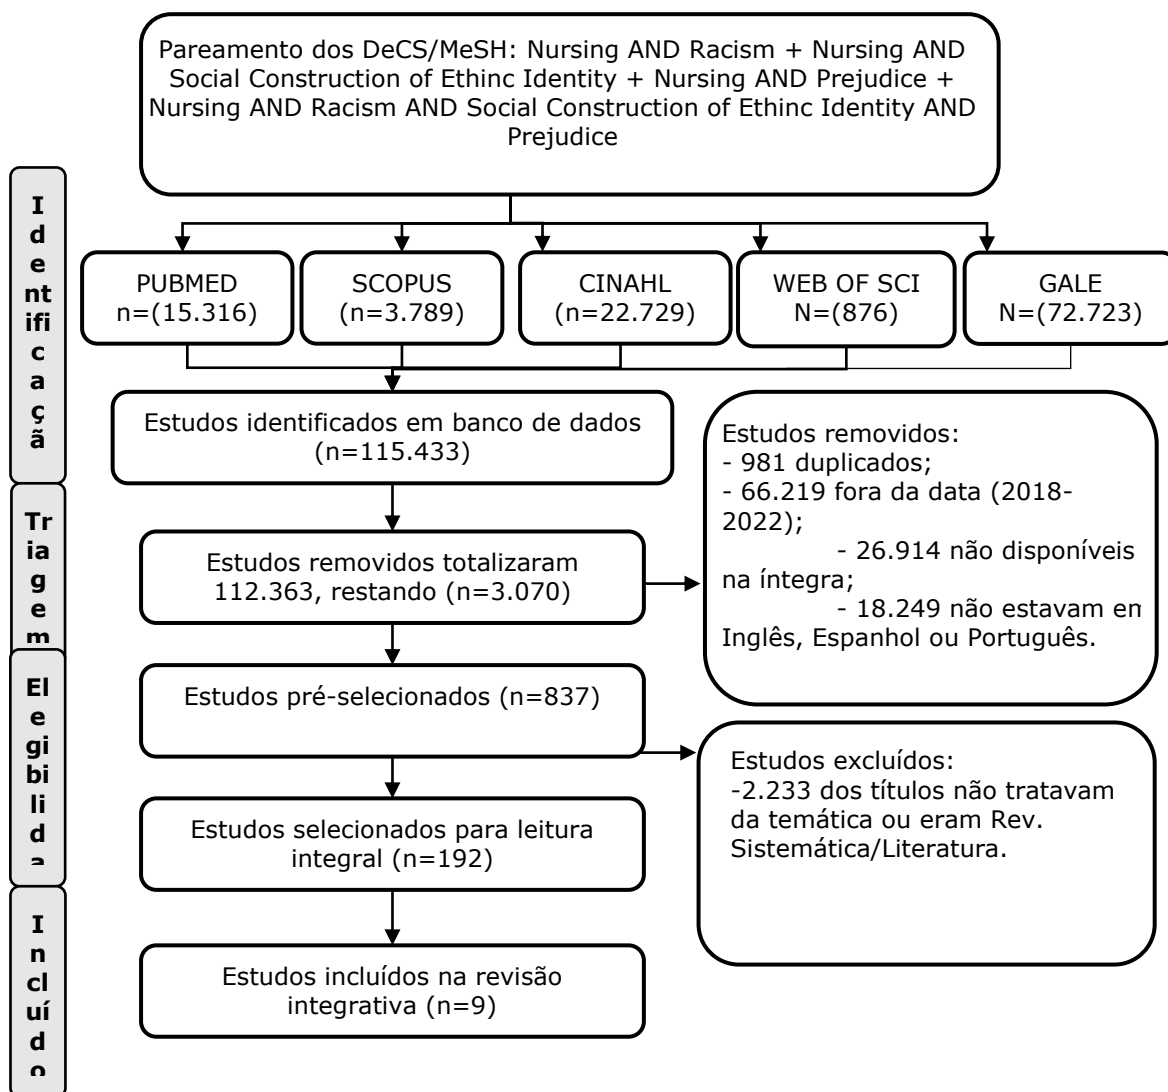 Pareamento dos DeCS/MeSH: Nursing AND Racism + Nursing AND
Social Construction of Ethinc Identity + Nursing AND Prejudice +
Nursing AND Racism AND Social Construction of Ethinc Identity AND
Prejudice
I
d
e
nt
ifi
c
a
ç
ã
PUBMED
n=(15.316)
SCOPUS
(n=3.789)
CINAHL
(n=22.729)
WEB OF SCI
N=(876)
GALE
N=(72.723)
Estudos identificados em banco de dados
(n=115.433)
Estudos removidos:
- 981 duplicados;
- 66.219 fora da data (2018-
2022);
- 26.914 não disponíveis
na íntegra;
- 18.249 não estavam em
Inglês, Espanhol ou Português.
Tr
ia
g
e
m
Estudos removidos totalizaram
112.363, restando (n=3.070)
El
e
gi
bi
li
d
a
Estudos pré-selecionados (n=837)
Estudos excluídos:
-2.233 dos títulos não tratavam
da temática ou eram Rev.
Sistemática/Literatura.
Estudos selecionados para leitura
integral (n=192)
I
n
cl
uí
d
o
Estudos incluídos na revisão
integrativa (n=9)